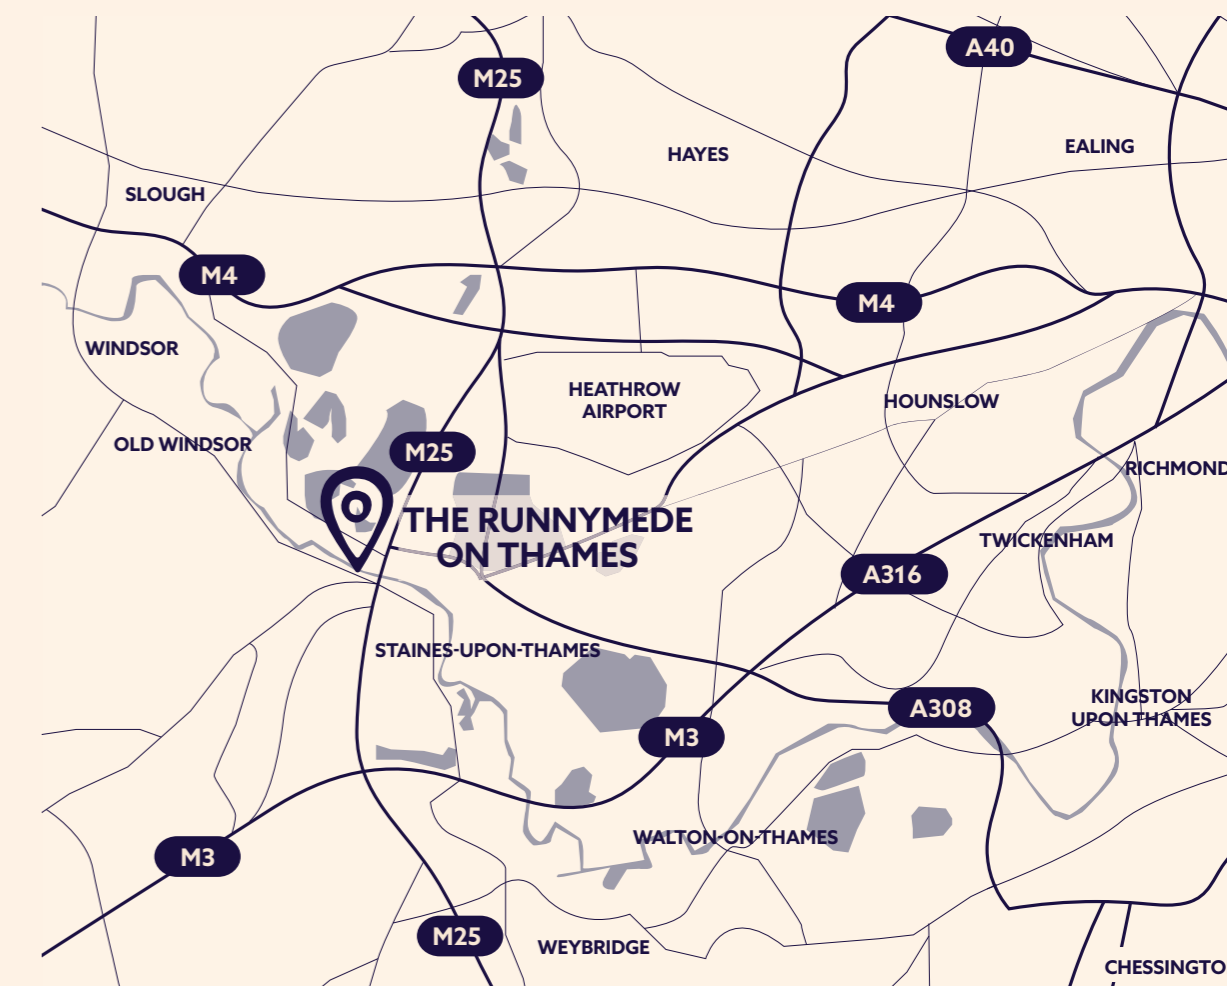 A40
M25
EALING
HAYES
SLOUGH
M4
M4
WINDSOR
HEATHROW
AIRPORT
HOUNSLOW
OLD WINDSOR
M25
RICHMOND
THE RUNNYMEDE
ON THAMES
TWICKENHAM
A316
STAINES-UPON-THAMES
KINGSTON
UPON THAMES
A308
M3
WALTON-ON-THAMES
M3
M25
WEYBRIDGE
CHESSINGTO